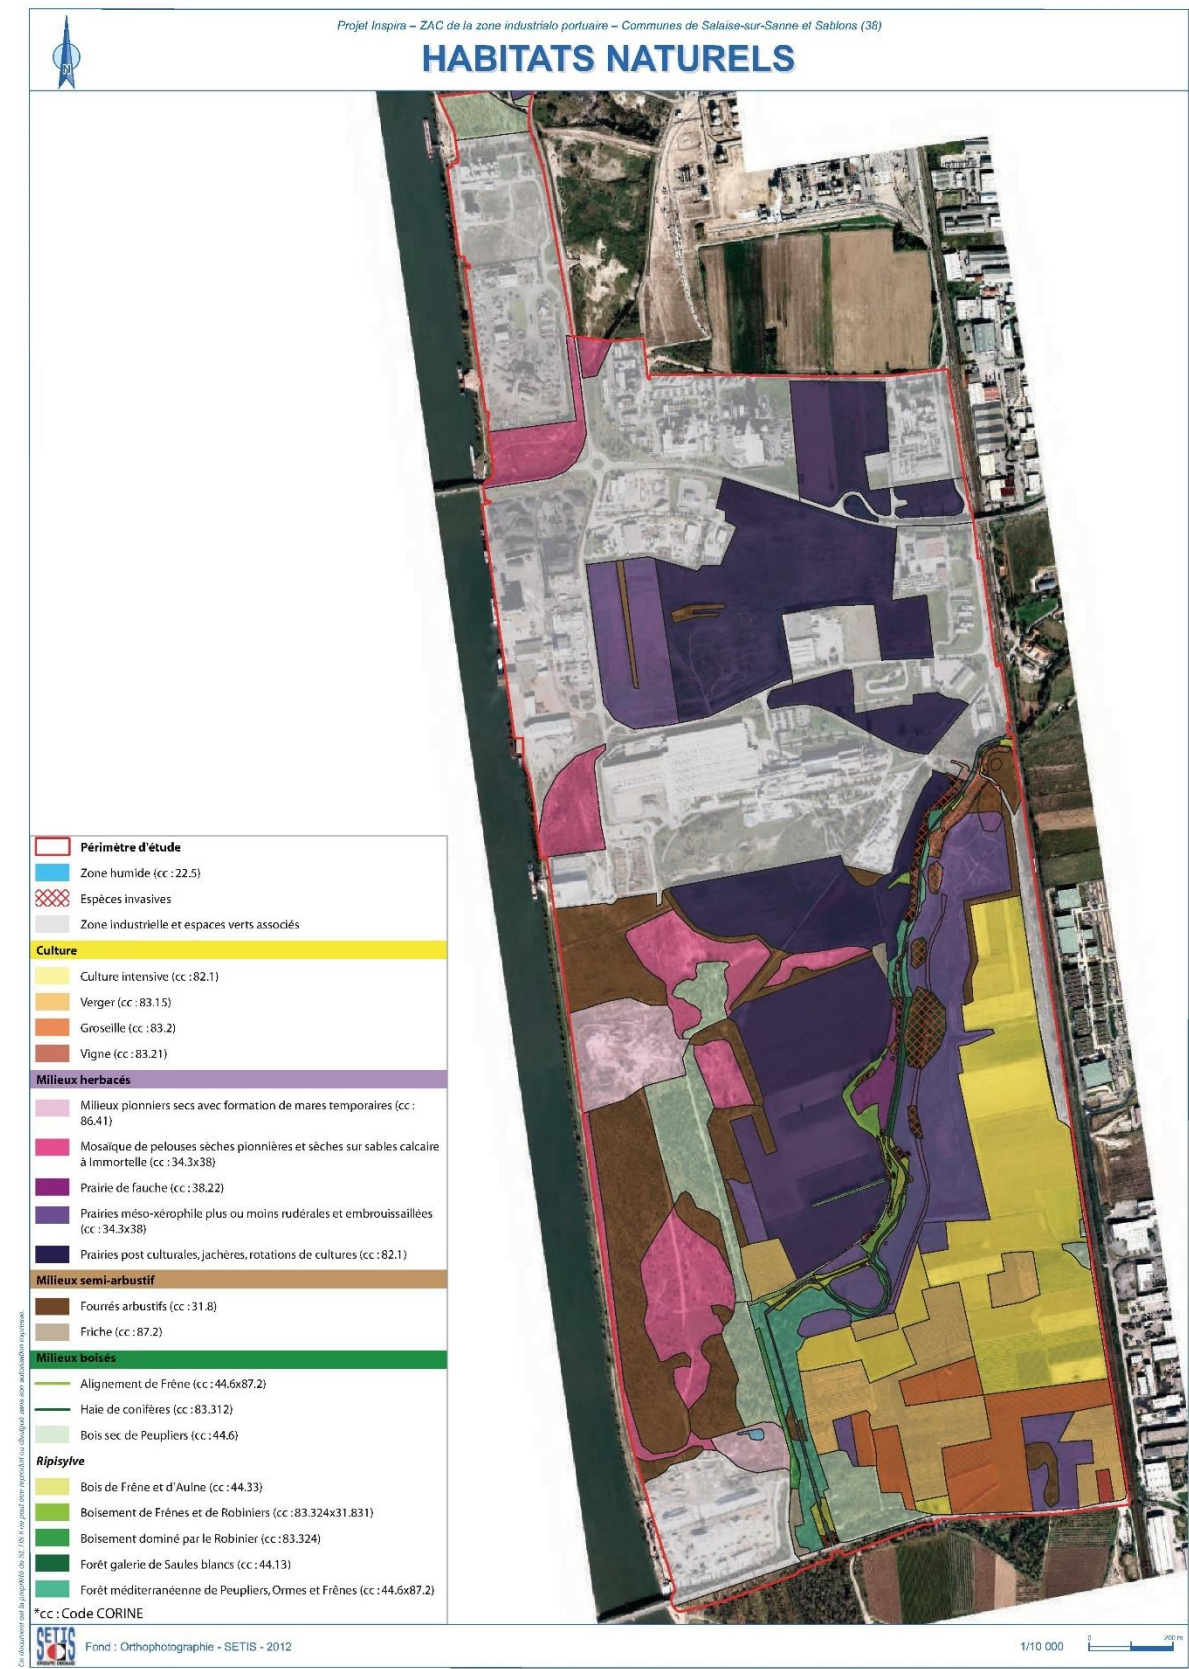 Projet Inspira – ZAC de la zone industrialo portuaire – Communes de Salaise-sur-Sanne et Sablons (38)
HABITATS NATURELS
N
Périmètre d'étude
Zone humide (cc : 22.5)
Espèces invasives
Zone industrielle et espaces verts associés
Culture
Culture intensive (cc : 82.1)
Verger (cc : 83.15)
Groseille (cc : 83.2)
Vigne (cc : 83.21)
Milieux herbacés
Milieux pionniers secs avec formation de mares temporaires (cc :
86.41)
Mosaïque de pelouses sèches pionnières et sèches sur sables calcaire
à Immortelle (cc : 34.3x38)
Prairie de fauche (cc : 38.22)
Prairies méso-xérophile plus ou moins rudérales et embrouissaillées
(cc : 34.3x38)
Prairies post culturales, jachères, rotations de cultures (cc : 82.1)
Milieux semi-arbustif
Fourrés arbustifs (cc : 31.8)
Friche (cc : 87.2)
Milieux boisés
Alignement de Frêne (cc : 44.6x87.2)
Haie de conifères (cc : 83.312)
Bois sec de Peupliers (cc : 44.6)
Ripisylve
Bois de Frêne et d'Aulne (cc : 44.33)
Boisement de Frênes et de Robiniers (cc : 83.324x31.831)
Boisement dominé par le Robinier (cc : 83.324)
Forêt galerie de Saules blancs (cc : 44.13)
Forêt méditerranéenne de Peupliers, Ormes et Frênes (cc : 44.6x87.2)
*cc : Code CORINE
SETIS
Fond : Orthophotographie - SETIS - 2012
1/10 000
0 200 m